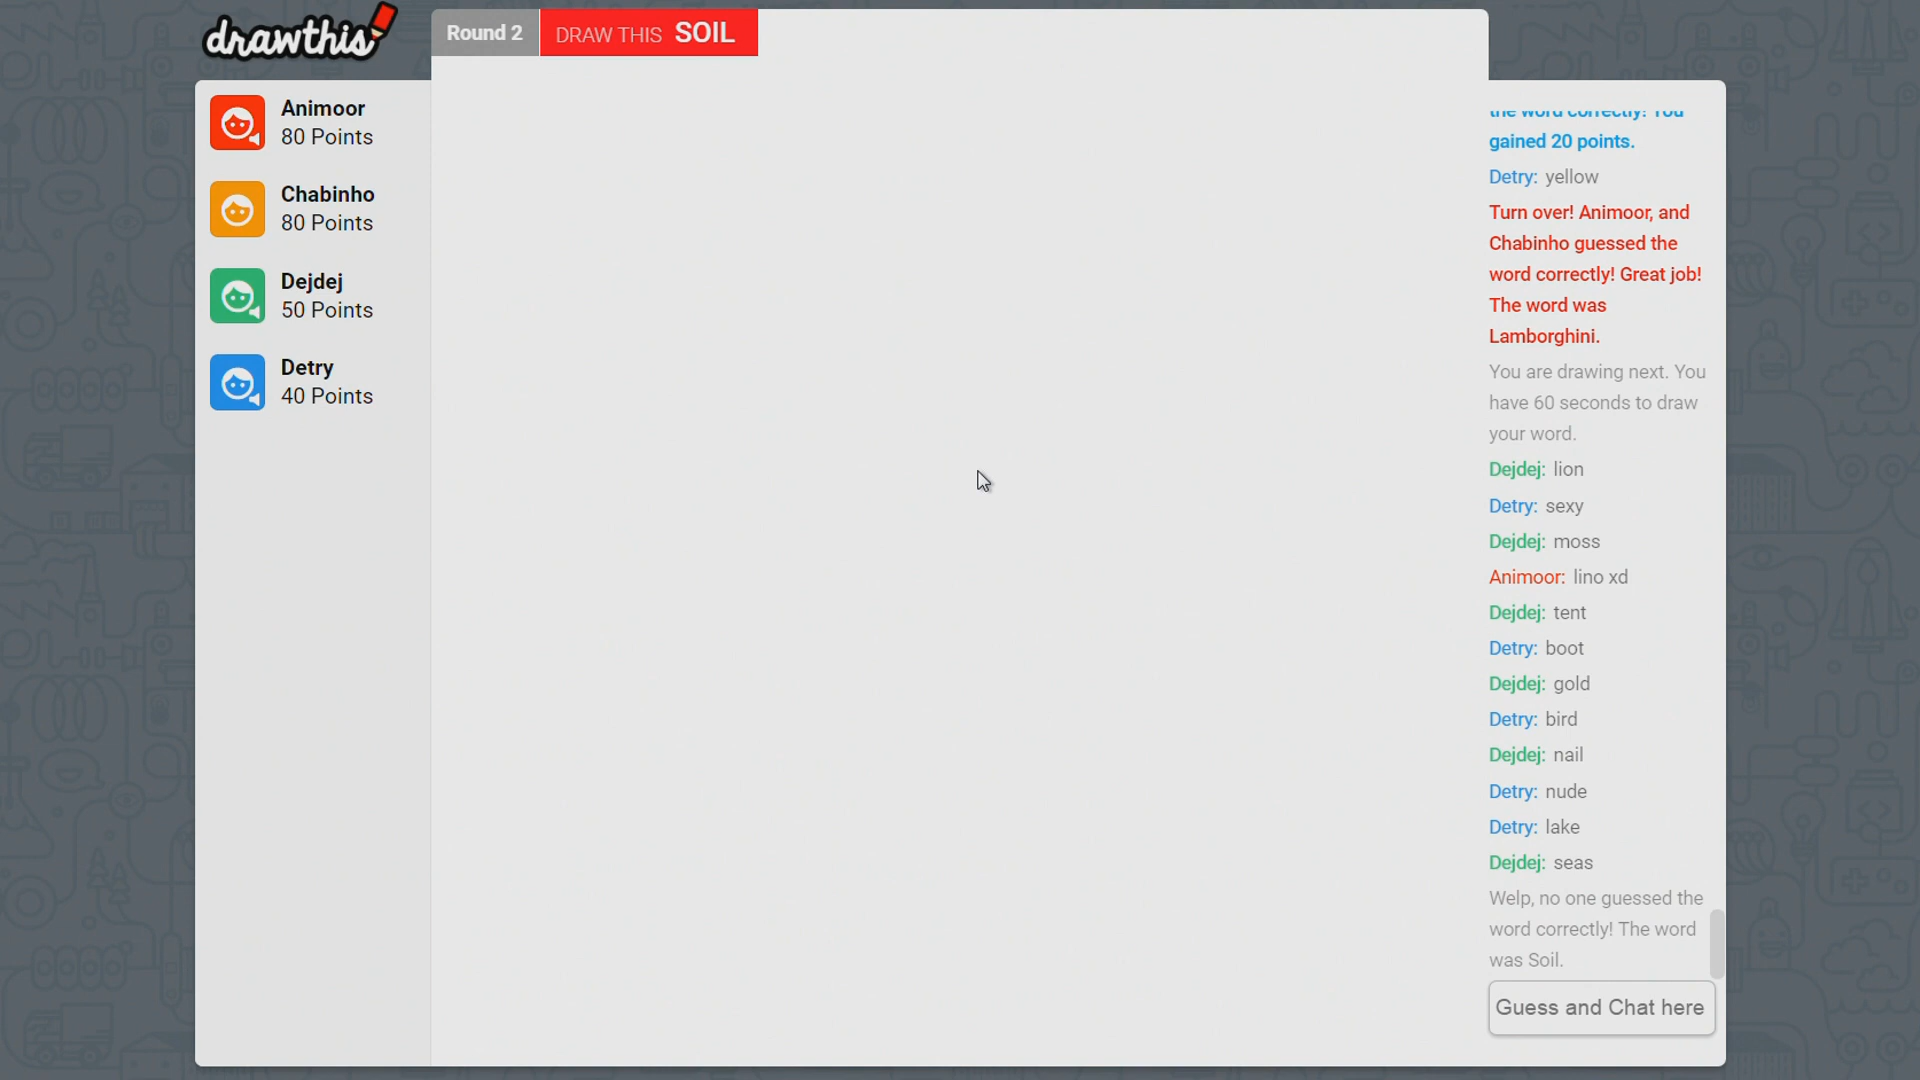 drawthis
Round 2
DRAW THIS SOIL
Animoor
80 Points
Chabinho
80 Points
Dejdej
50 Points
Detry
40 Points
the word correctly! You
gained 20 points.
Detry: yellow
Turn over! Animoor, and
Chabinho guessed the
word correctly! Great job!
The word was
Lamborghini.
You are drawing next. You
have 60 seconds to draw
your word.
Dejdej: lion
Detry: sexy
Dejdej: moss
Animoor: lino xd
Dejdej: tent
Detry: boot
Dejdej: gold
Detry: bird
Dejdej: nail
Detry: nude
Detry: lake
Dejdej: seas
Welp, no one guessed the
word correctly! The word
was Soil.
Guess and Chat here